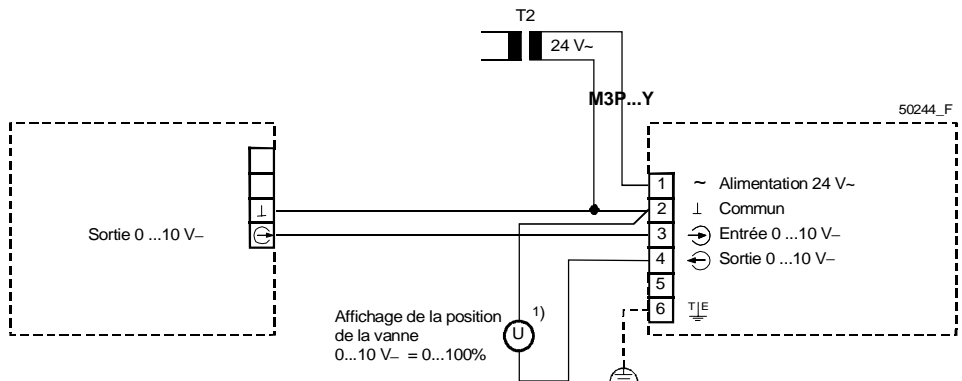 T2
24 V~
M3P...Y
50244_F
1 ~ Alimentation 24 V~
2 ⊥ Commun
Sortie 0 ...10 V⎓
3 Entrée 0 ...10 V⎓
4 Sortie 0 ...10 V⎓
5
6 TE
Affichage de la position
de la vanne
0...10 V⎓ = 0...100%
U
1)